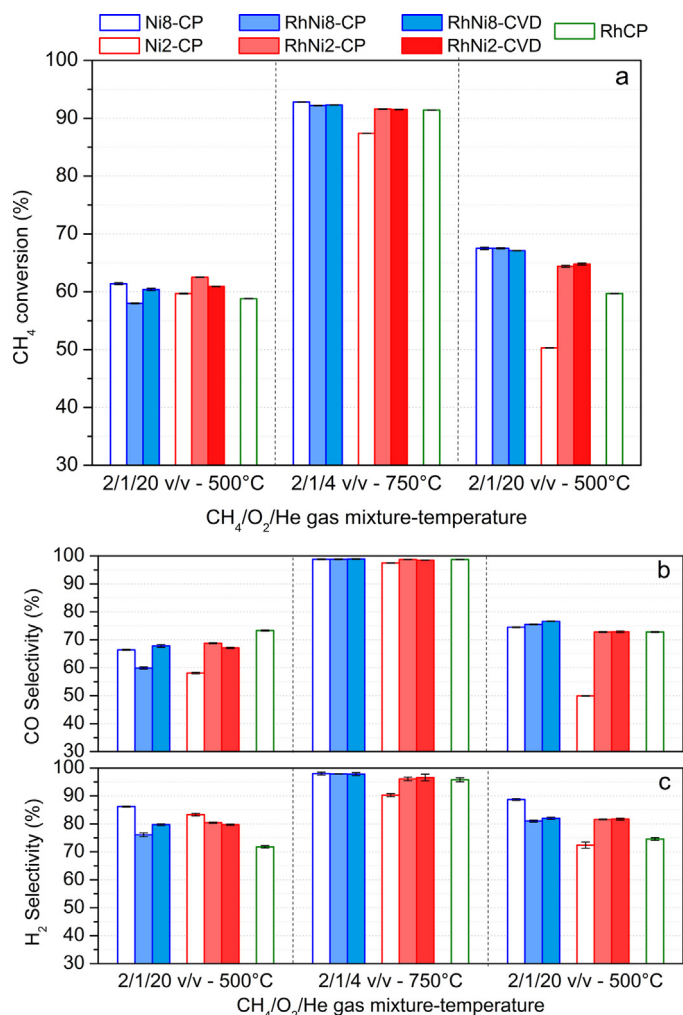 Ni8-CP RhNi8-CP RhNi8-CVD RhCP
Ni2-CP RhNi2-CP RhNi2-CVD
a
100
90
80
70
60
50
40
30
CH₄ conversion (%)
2/1/20 v/v - 500°C 2/1/4 v/v - 750°C 2/1/20 v/v - 500°C
CH₄/O₂/He gas mixture-temperature
b
100
90
80
70
60
50
40
30
CO Selectivity (%)
c
100
90
80
70
60
50
40
30
H₂ Selectivity (%)
2/1/20 v/v - 500°C 2/1/4 v/v - 750°C 2/1/20 v/v - 500°C
CH₄/O₂/He gas mixture-temperature